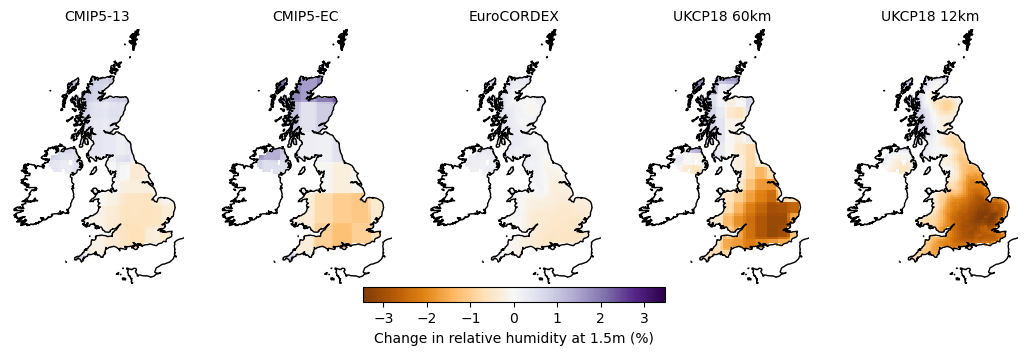 CMIP5-13 CMIP5-EC EuroCORDEX UKCP18 60km UKCP18 12km
−3 −2 −1 0 1 2 3
Change in relative humidity at 1.5m (%)